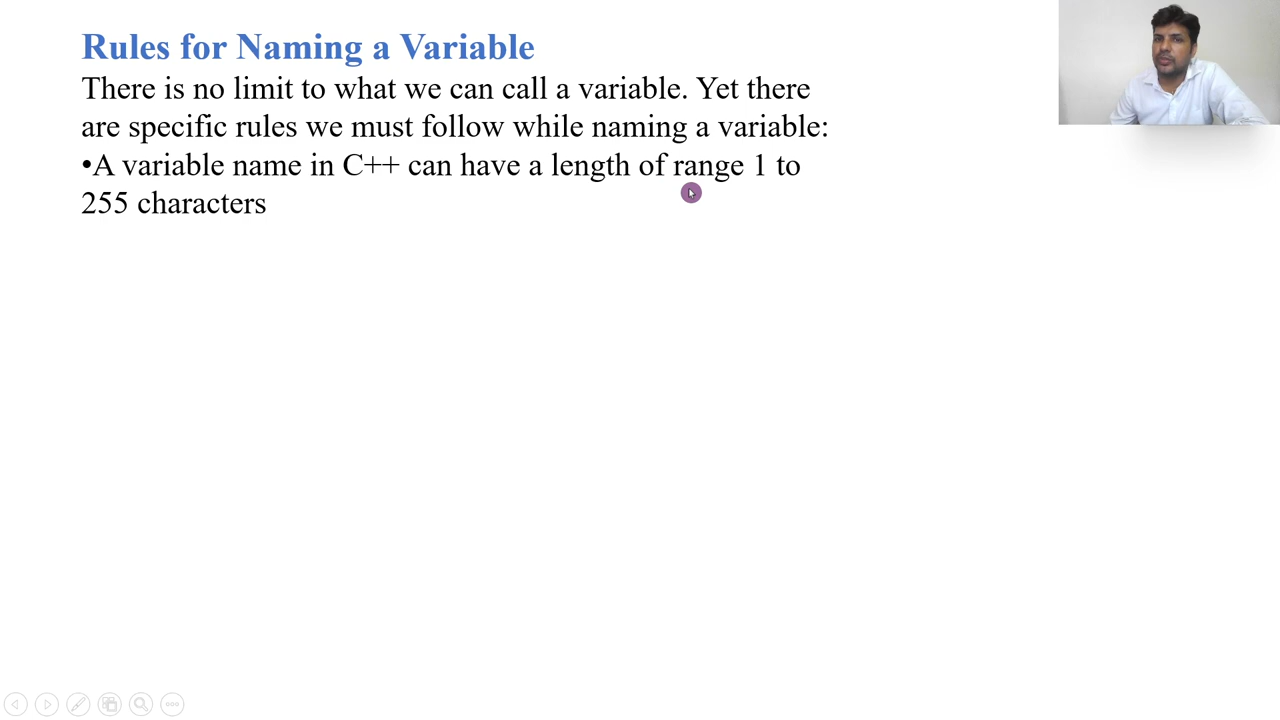 Rules for Naming a Variable
There is no limit to what we can call a variable. Yet there
are specific rules we must follow while naming a variable:
•A variable name in C++ can have a length of range 1 to
255 characters